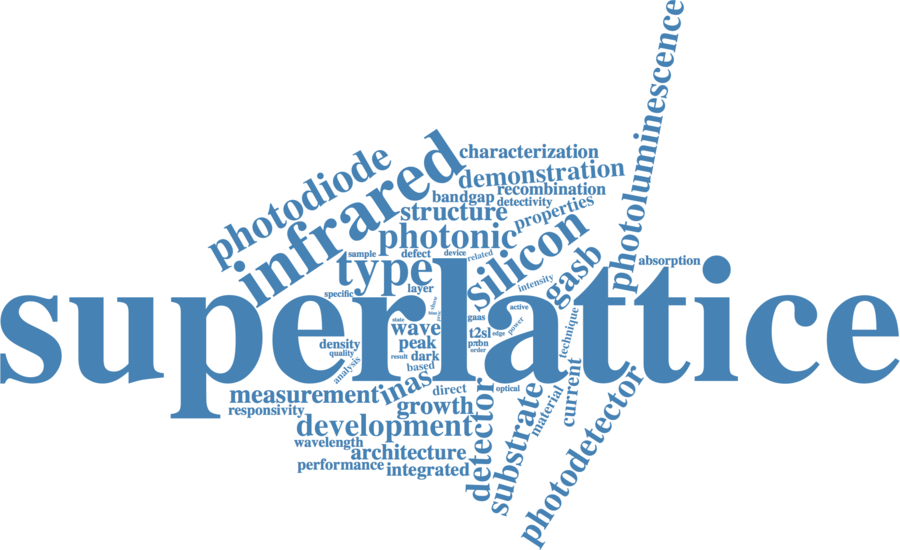 photoluminescence
characterization
photodiode
infrared
demonstration
recombination
bandgap
detectivity
structure
properties
photonic
silicon
sample
defect
device
related
gasb
absorption
type
layer
intensity
specific
superlattice
active
gaas
power
technique
state
wave
t2sl
edge
peak
pnbn
order
density
quality
result
dark
based
analysis
inas
direct
optical
measurement
responsivity
growth
detector
substrate
material
current
photodetector
development
wavelength
architecture
performance
integrated